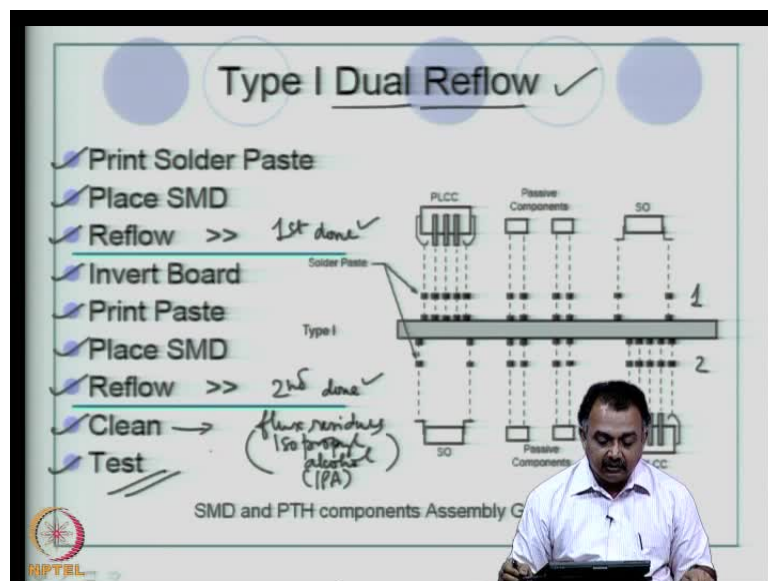 Type I Dual Reflow
Print Solder Paste
Place SMD
Reflow >> 1st done
Invert Board
Print Paste
Place SMD
Reflow >> 2nd done
Clean → flux residues
(Isopropyl
alcohol)
(IPA)
Test
PLCC
Passive
Components
SO
Solder Paste
1
Type I
2
SO
Passive
Components
SMD and PTH components Assembly
NPTEL